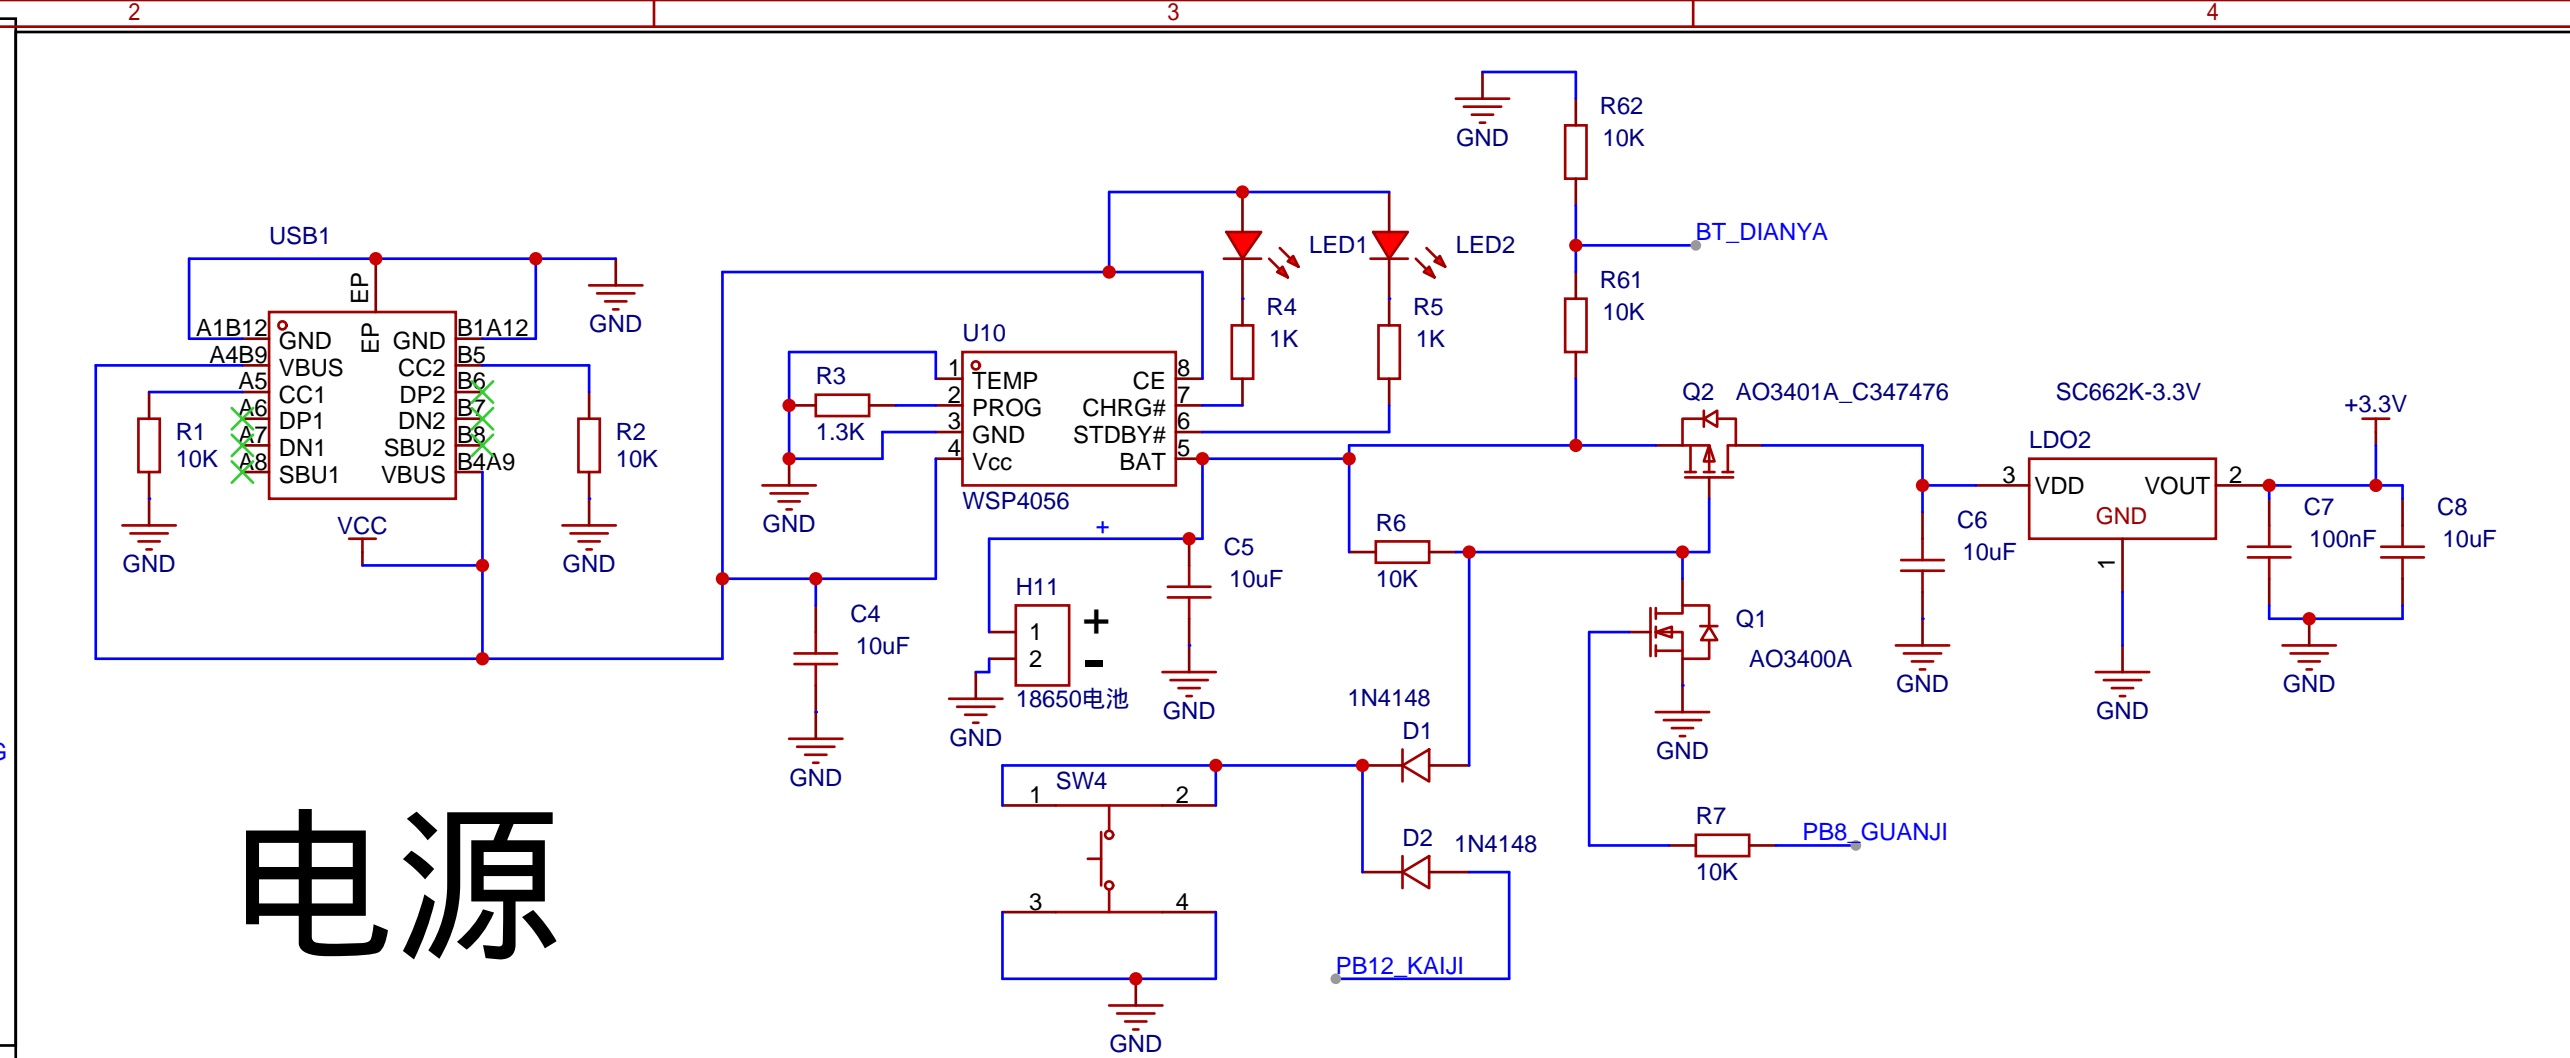 2 3 4
USB1
EP
EP
A1B12 GND GND B1A12
A4B9 VBUS CC2 B5
A5 CC1 DP2 B6
A6 DP1 DN2 B7
A7 DN1 SBU2 B8
A8 SBU1 VBUS B4A9
GND
R1
10K
GND
R2
10K
GND
VCC
R3
1.3K
GND
U10
1 TEMP CE 8
2 PROG CHRG# 7
3 GND STDBY# 6
4 Vcc BAT 5
WSP4056
LED1
LED2
R4
1K
R5
1K
GND
R62
10K
BT_DIANYA
R61
10K
C4
10uF
GND
+
H11
1 +
2 -
18650电池
GND
C5
10uF
GND
R6
10K
Q2 AO3401A_C347476
Q1
AO3400A
GND
SC662K-3.3V
LDO2
3 VDD VOUT 2
GND
1
GND
C6
10uF
GND
+3.3V
C7
100nF
C8
10uF
GND
1N4148
D1
D2 1N4148
SW4
1 2
3 4
GND
PB12_KAIJI
R7
10K
PB8_GUANJI
电源